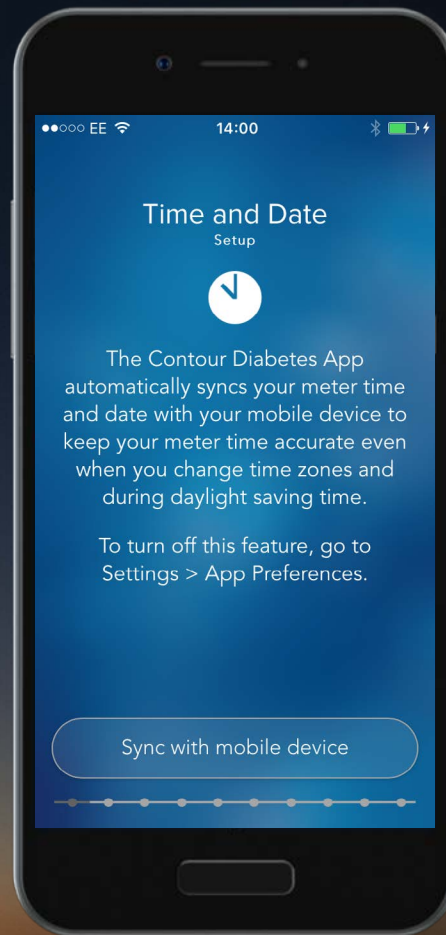 EE 14:00
Time and Date
Setup
The Contour Diabetes App
automatically syncs your meter time
and date with your mobile device to
keep your meter time accurate even
when you change time zones and
during daylight saving time.
To turn off this feature, go to
Settings > App Preferences.
Sync with mobile device